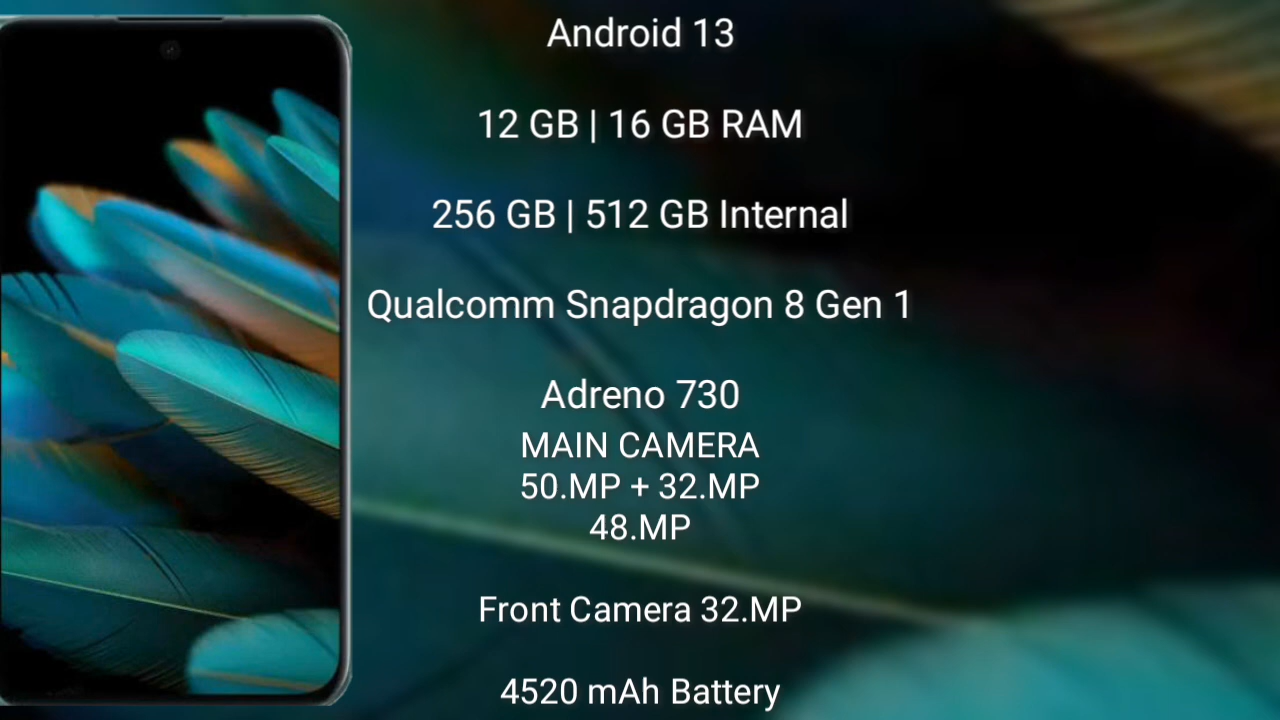 Android 13
12 GB | 16 GB RAM
256 GB | 512 GB Internal
Qualcomm Snapdragon 8 Gen 1
Adreno 730
MAIN CAMERA
50.MP + 32.MP
48.MP
Front Camera 32.MP
4520 mAh Battery